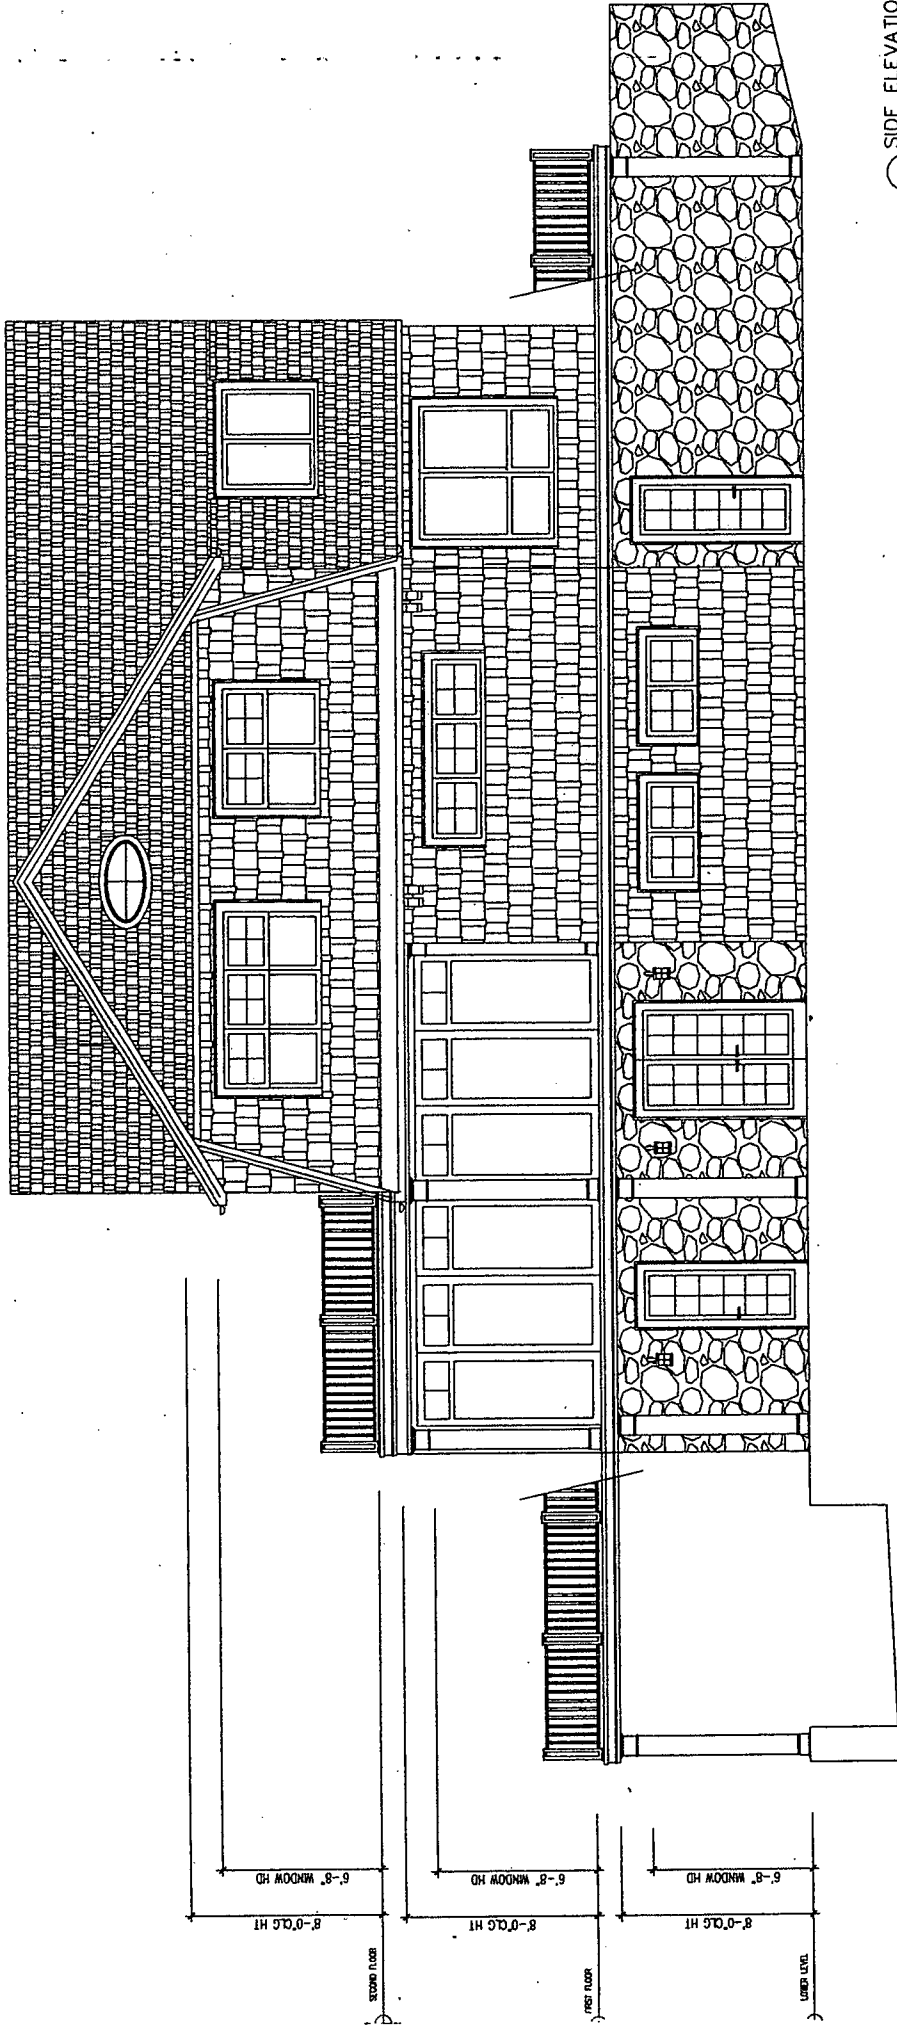 SIDE ELEVATIO
6'-8" WINDOW HD
8'-0"CLG HT
SECOND FLOOR
6'-8" WINDOW HD
8'-0"CLG HT
FIRST FLOOR
6'-8" WINDOW HD
8'-0"CLG HT
LOWER LEVEL